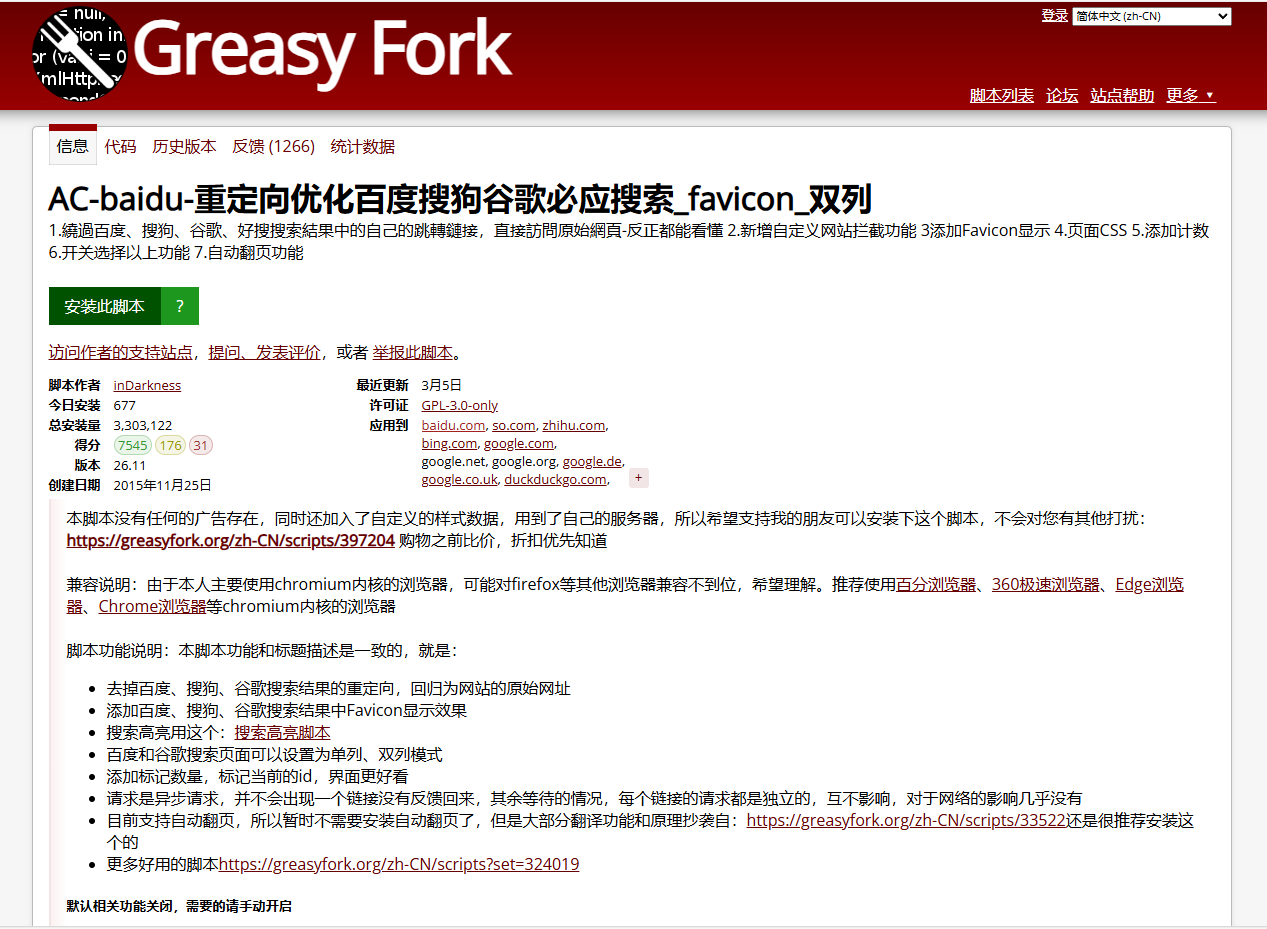 = null,
ction in
or (var i = 0
XmlHttp
Greasy Fork
登录 简体中文 (zh-CN)
脚本列表 论坛 站点帮助 更多 ▼
信息 代码 历史版本 反馈 (1266) 统计数据
AC-baidu-重定向优化百度搜狗谷歌必应搜索_favicon_双列
1.繞過百度、搜狗、谷歌、好搜搜索結果中的自己的跳轉鏈接，直接訪問原始網頁-反正都能看懂 2.新增自定义网站拦截功能 3添加Favicon显示 4.页面CSS 5.添加计数
6.开关选择以上功能 7.自动翻页功能
安装此脚本 ?
访问作者的支持站点，提问、发表评价，或者 举报此脚本。
脚本作者 inDarkness
今日安装 677
总安装量 3,303,122
得分 7545 176 31
版本 26.11
创建日期 2015年11月25日
最近更新 3月5日
许可证 GPL-3.0-only
应用到 baidu.com, so.com, zhihu.com,
bing.com, google.com,
google.net, google.org, google.de,
google.co.uk, duckduckgo.com, +
本脚本没有任何的广告存在，同时还加入了自定义的样式数据，用到了自己的服务器，所以希望支持我的朋友可以安装下这个脚本，不会对您有其他打扰：
https://greasyfork.org/zh-CN/scripts/397204 购物之前比价，折扣优先知道
兼容说明：由于本人主要使用chromium内核的浏览器，可能对firefox等其他浏览器兼容不到位，希望理解。推荐使用百分浏览器、360极速浏览器、Edge浏览
器、Chrome浏览器等chromium内核的浏览器
脚本功能说明：本脚本功能和标题描述是一致的，就是：
• 去掉百度、搜狗、谷歌搜索结果的重定向，回归为网站的原始网址
• 添加百度、搜狗、谷歌搜索结果中Favicon显示效果
• 搜索高亮用这个：搜索高亮脚本
• 百度和谷歌搜索页面可以设置为单列、双列模式
• 添加标记数量，标记当前的id，界面更好看
• 请求是异步请求，并不会出现一个链接没有反馈回来，其余等待的情况，每个链接的请求都是独立的，互不影响，对于网络的影响几乎没有
• 目前支持自动翻页，所以暂时不需要安装自动翻页了，但是大部分翻译功能和原理抄袭自：https://greasyfork.org/zh-CN/scripts/33522还是很推荐安装这
个的
• 更多好用的脚本https://greasyfork.org/zh-CN/scripts?set=324019
默认相关功能关闭，需要的请手动开启